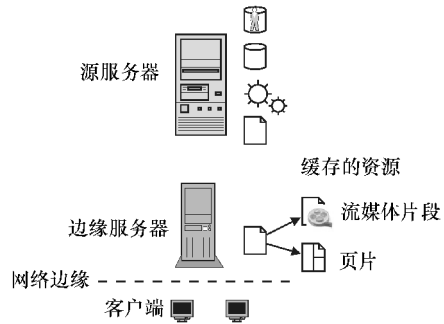 源服务器
缓存的资源
流媒体片段
边缘服务器
页片
网络边缘
客户端